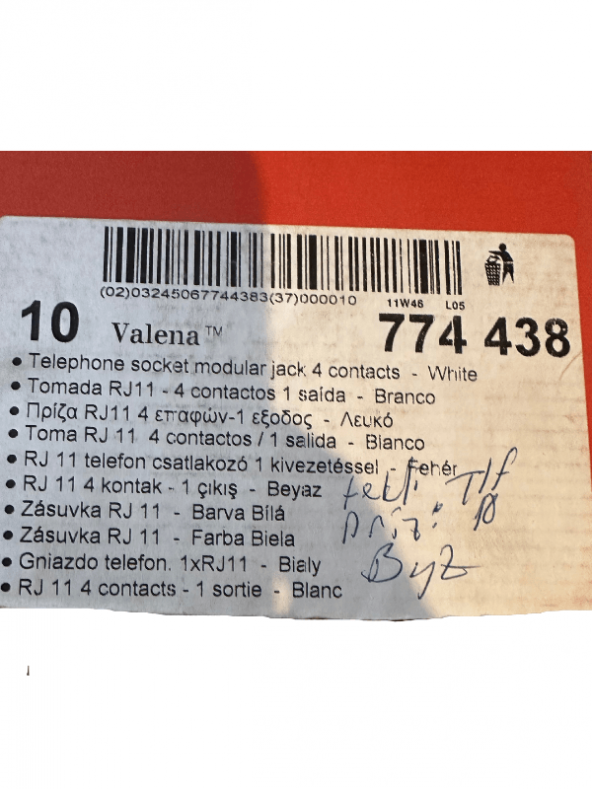 (02)03245067744383(37)000010 11W46 L05
10 Valena™ 774 438
• Telephone socket modular jack 4 contacts - White
• Tomada RJ11 - 4 contactos 1 saída - Branco
• Πρίζα RJ11 4 επαφών-1 εξοδος - Λευκό
• Toma RJ 11 4 contactos / 1 salida - Blanco
• RJ 11 telefon csatlakozó 1 kivezetéssel - Fehér
• RJ 11 4 kontak - 1 çıkış - Beyaz
• Zásuvka RJ 11 - Barva Bílá
• Zásuvka RJ 11 - Farba Biela
• Gniazdo telefon. 1xRJ11 - Bialy
• RJ 11 4 contacts - 1 sortie - Blanc
Tlf
priz
Byz